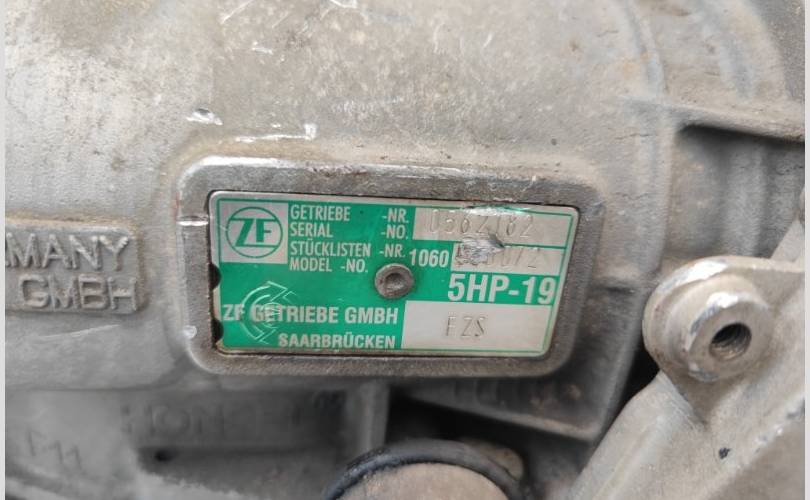 ZF
GETRIEBE -NR. 0562182
SERIAL -NO.
STÜCKLISTEN -NR. 1060
MODEL -NO.
5HP-19
ZF GETRIEBE GMBH
SAARBRÜCKEN
FZS
MANY
GMBH